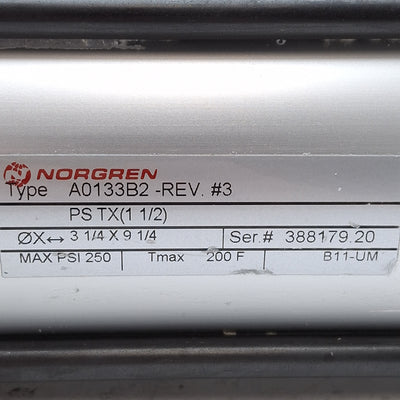 NORGREN
Type A0133B2 -REV. #3
PS TX(1 1/2)
ØX↔ 3 1/4 X 9 1/4 Ser.# 388179.20
MAX PSI 250 Tmax 200 F B11-UM